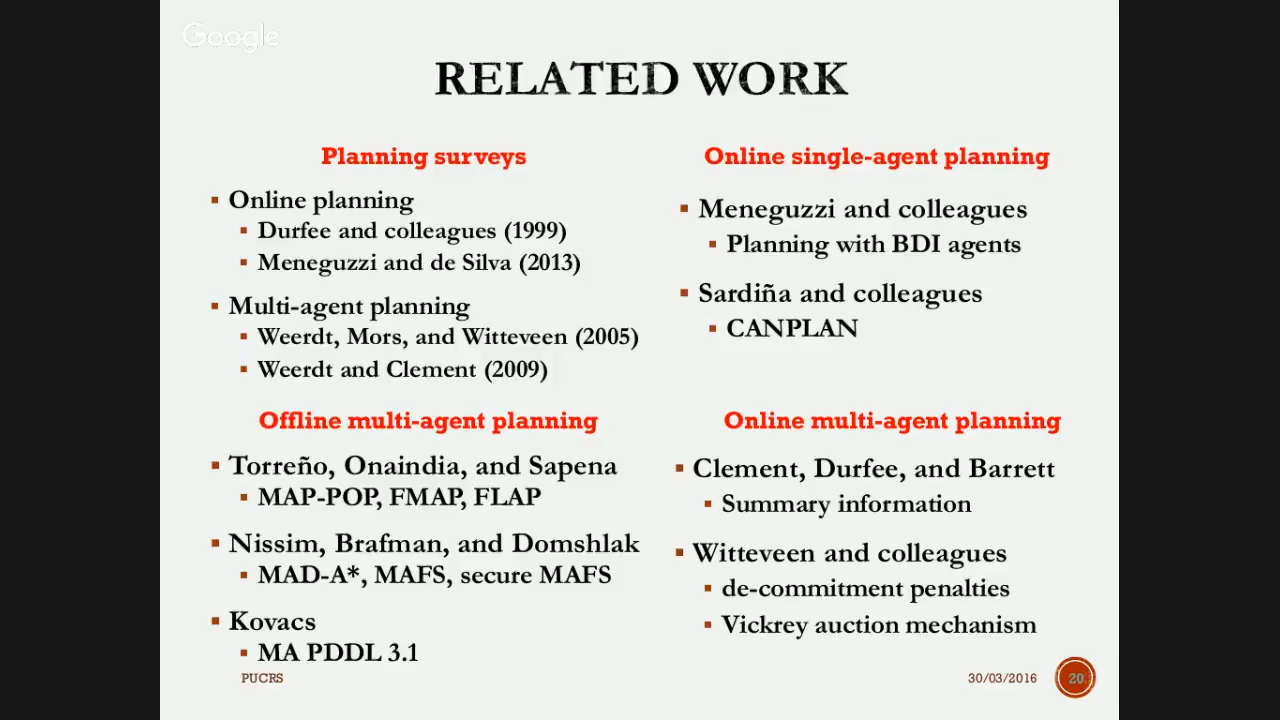 Google
RELATED WORK
Planning surveys
▪ Online planning
▪ Durfee and colleagues (1999)
▪ Meneguzzi and de Silva (2013)
▪ Multi-agent planning
▪ Weerdt, Mors, and Witteveen (2005)
▪ Weerdt and Clement (2009)
Online single-agent planning
▪ Meneguzzi and colleagues
▪ Planning with BDI agents
▪ Sardiña and colleagues
▪ CANPLAN
Offline multi-agent planning
▪ Torreño, Onaindia, and Sapena
▪ MAP-POP, FMAP, FLAP
▪ Nissim, Brafman, and Domshlak
▪ MAD-A*, MAFS, secure MAFS
▪ Kovacs
▪ MA PDDL 3.1
Online multi-agent planning
▪ Clement, Durfee, and Barrett
▪ Summary information
▪ Witteveen and colleagues
▪ de-commitment penalties
▪ Vickrey auction mechanism
PUCRS
30/03/2016
20